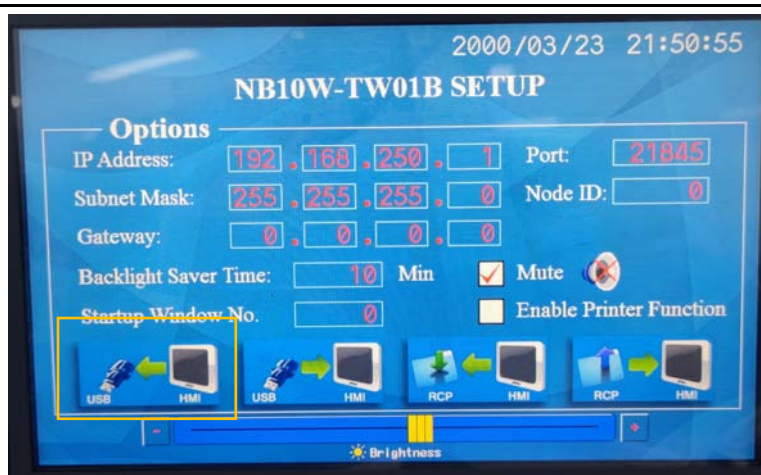 2000/03/23 21:50:55
NB10W-TW01B SETUP
Options
IP Address: 192 . 168 . 250 . 1 Port: 21845
Subnet Mask: 255 . 255 . 255 . 0 Node ID: 0
Gateway: 0 . 0 . 0 . 0
Backlight Saver Time: 10 Min Mute
Startup Window No. 0 Enable Printer Function
USB HMI USB HMI RCP HMI RCP HMI
- +
Brightness